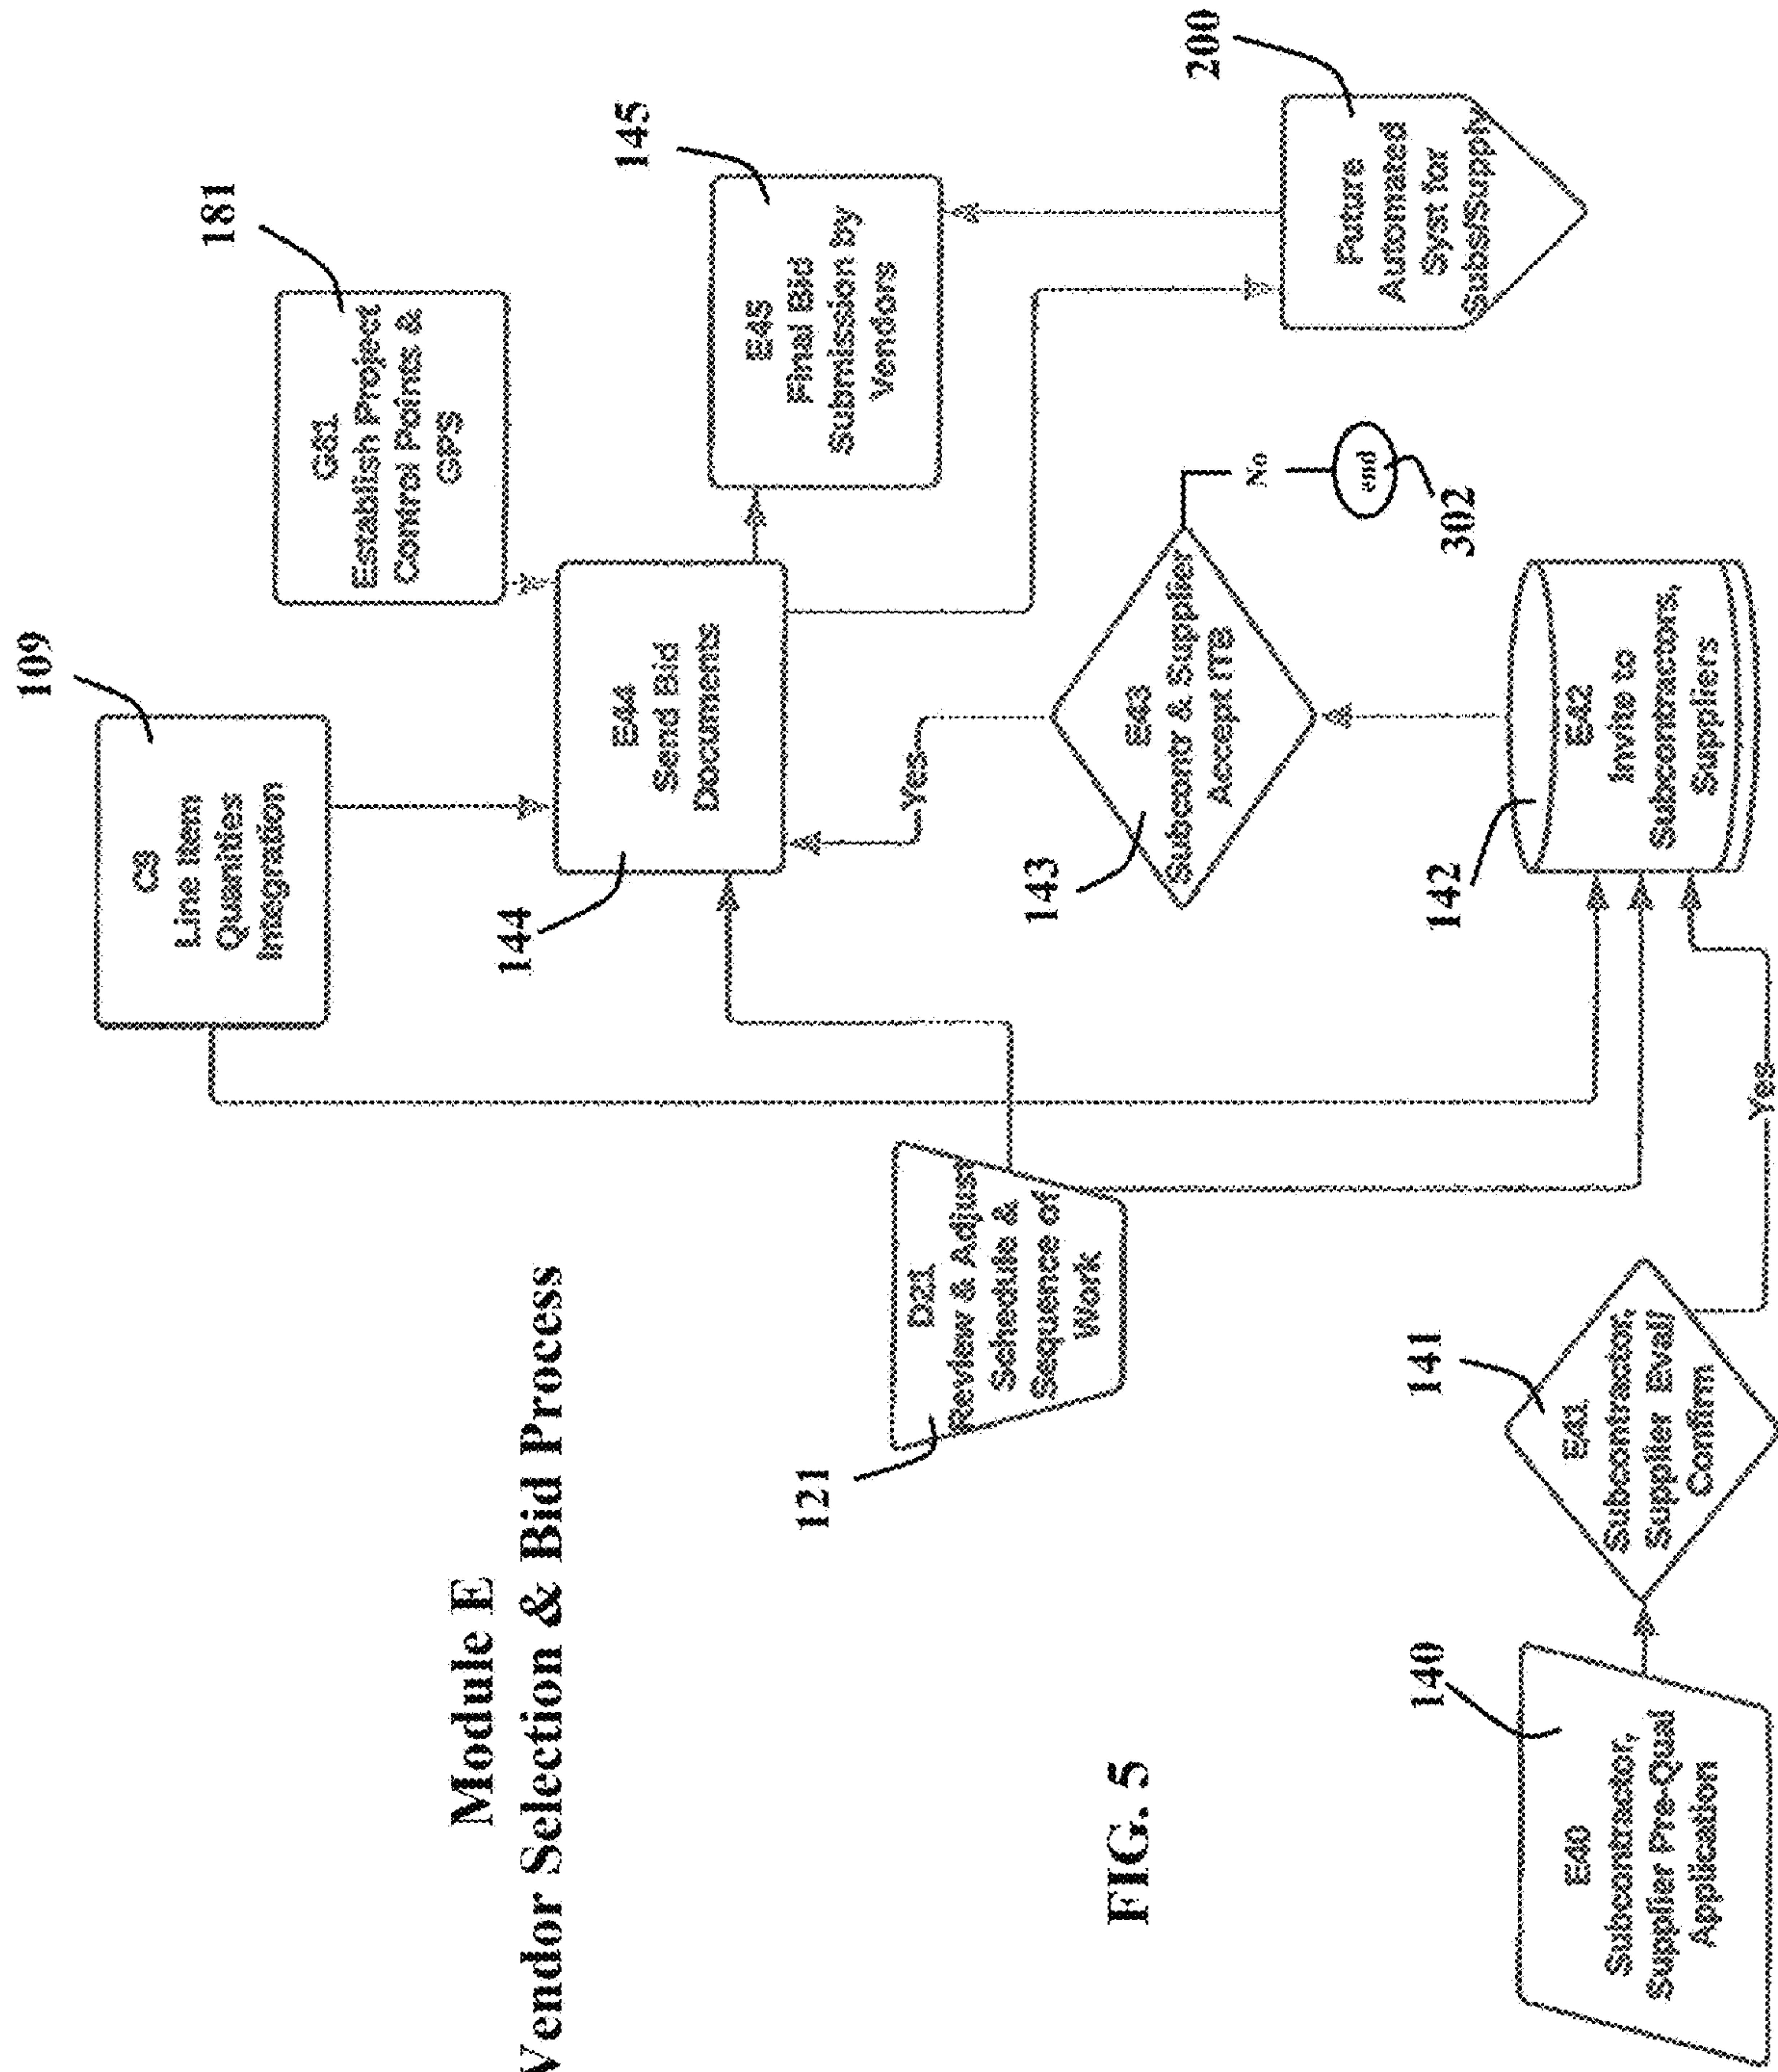 Module E
Vendor Selection & Bid Process
109
C8
Line Item
Quanities
Integration
181
G81
Establish Project
Control Points &
GPS
144
E44
Send Bid
Documents
145
E45
Final Bid
Submission by
Vendors
121
D21
Review & Adjust
Schedule &
Sequence of
Work
Yes
143
E43
Subcontr & Supplier
Accept ITB
No
end
302
200
Future
Automated
Syst for
Subs/Supply
FIG. 5
140
E40
Subcontractor,
Supplier Pre-Qual
Application
141
E41
Subcontractor,
Supplier Eval/
Confirm
Yes
142
E42
Invite to
Subcontractors,
Suppliers